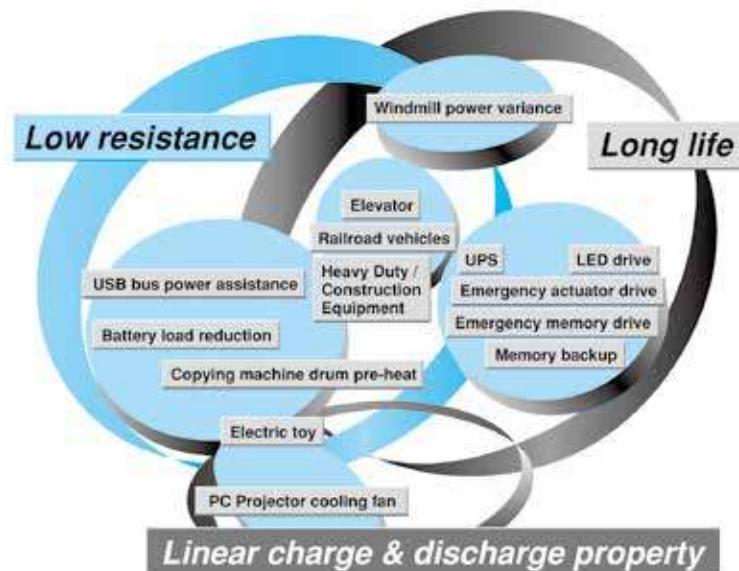 Windmill power variance
Low resistance
Long life
Elevator
Railroad vehicles
Heavy Duty /
Construction
Equipment
UPS
LED drive
USB bus power assistance
Emergency actuator drive
Battery load reduction
Emergency memory drive
Memory backup
Copying machine drum pre-heat
Electric toy
PC Projector cooling fan
Linear charge & discharge property